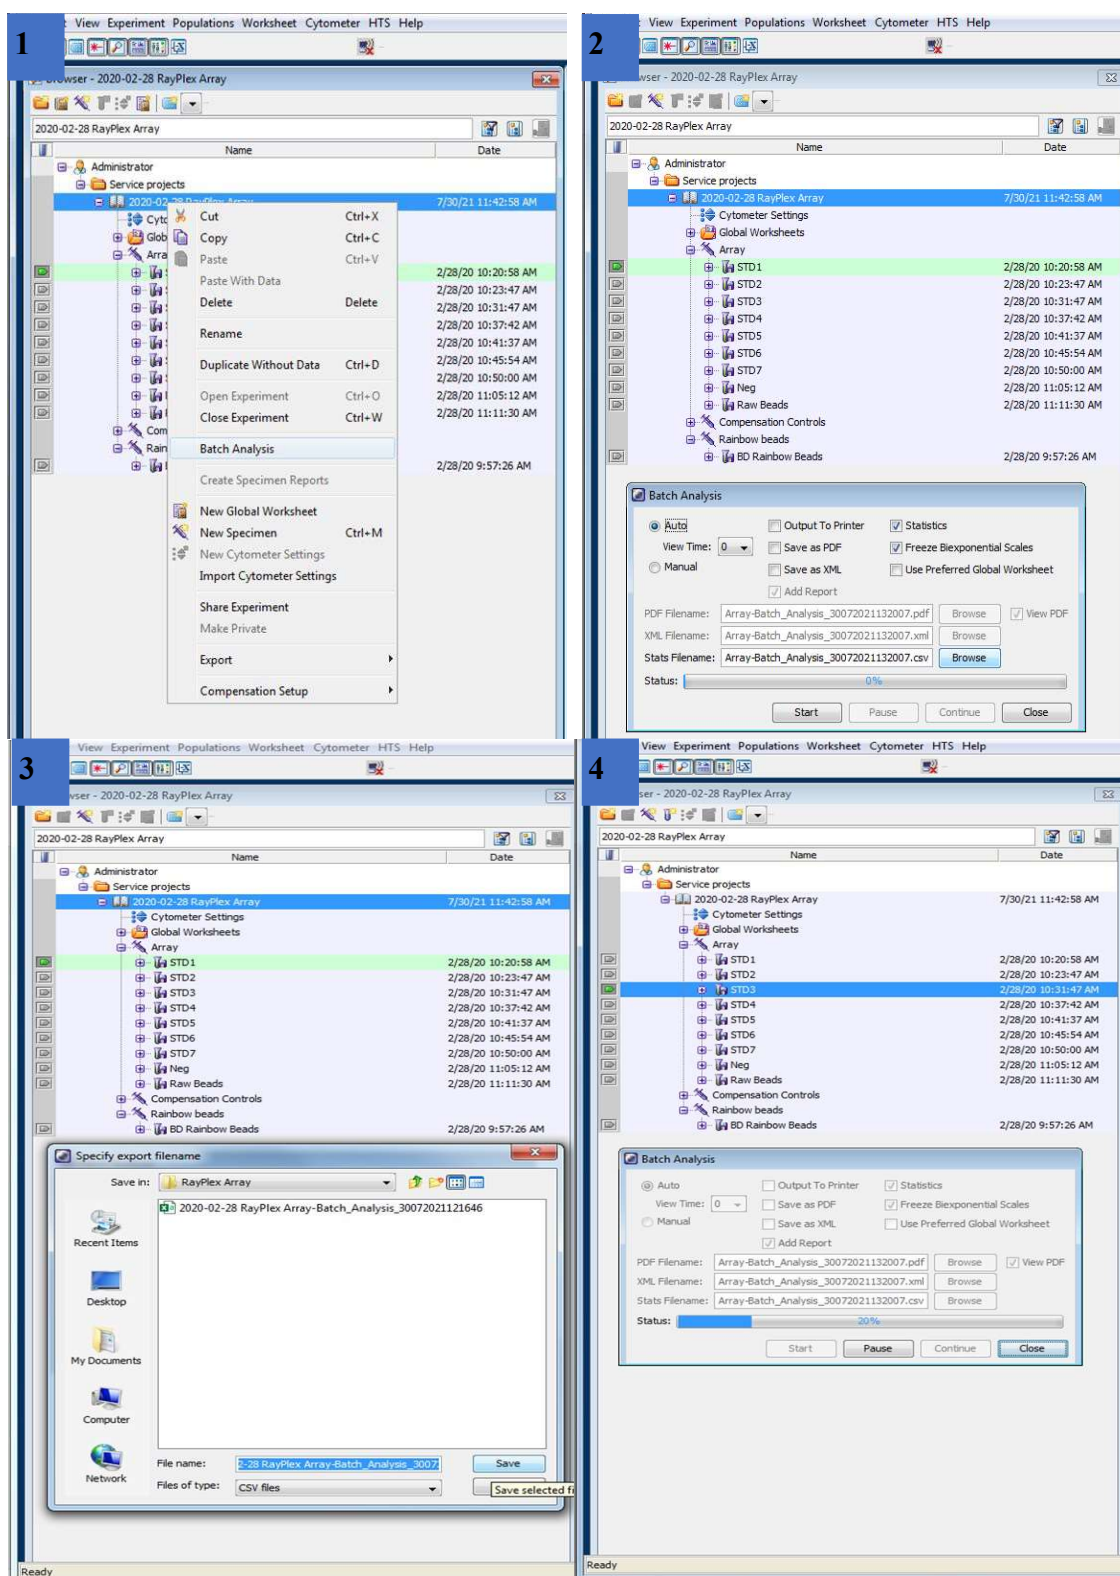 1
View Experiment Populations Worksheet Cytometer HTS Help
Browser - 2020-02-28 RayPlex Array
2020-02-28 RayPlex Array
Name Date
Administrator
Service projects
2020-02-28 RayPlex Array 7/30/21 11:42:58 AM
Cut Ctrl+X
Copy Ctrl+C
Paste Ctrl+V
Paste With Data
Delete Delete
Rename
Duplicate Without Data Ctrl+D
Open Experiment Ctrl+O
Close Experiment Ctrl+W
Batch Analysis
Create Specimen Reports
New Global Worksheet
New Specimen Ctrl+M
New Cytometer Settings
Import Cytometer Settings
Share Experiment
Make Private
Export
Compensation Setup
Cyto
Glob
Arra
2/28/20 10:20:58 AM
2/28/20 10:23:47 AM
2/28/20 10:31:47 AM
2/28/20 10:37:42 AM
2/28/20 10:41:37 AM
2/28/20 10:45:54 AM
2/28/20 10:50:00 AM
2/28/20 11:05:12 AM
2/28/20 11:11:30 AM
Com
Rain
2/28/20 9:57:26 AM
2
View Experiment Populations Worksheet Cytometer HTS Help
wser - 2020-02-28 RayPlex Array
2020-02-28 RayPlex Array
Name Date
Administrator
Service projects
2020-02-28 RayPlex Array 7/30/21 11:42:58 AM
Cytometer Settings
Global Worksheets
Array
STD1 2/28/20 10:20:58 AM
STD2 2/28/20 10:23:47 AM
STD3 2/28/20 10:31:47 AM
STD4 2/28/20 10:37:42 AM
STD5 2/28/20 10:41:37 AM
STD6 2/28/20 10:45:54 AM
STD7 2/28/20 10:50:00 AM
Neg 2/28/20 11:05:12 AM
Raw Beads 2/28/20 11:11:30 AM
Compensation Controls
Rainbow beads
BD Rainbow Beads 2/28/20 9:57:26 AM
Batch Analysis
Auto Output To Printer Statistics
View Time: 0 Save as PDF Freeze Biexponential Scales
Manual Save as XML Use Preferred Global Worksheet
Add Report
PDF Filename: Array-Batch_Analysis_30072021132007.pdf Browse View PDF
XML Filename: Array-Batch_Analysis_30072021132007.xml Browse
Stats Filename: Array-Batch_Analysis_30072021132007.csv Browse
Status: 0%
Start Pause Continue Close
3
View Experiment Populations Worksheet Cytometer HTS Help
wser - 2020-02-28 RayPlex Array
2020-02-28 RayPlex Array
Name Date
Administrator
Service projects
2020-02-28 RayPlex Array 7/30/21 11:42:58 AM
Cytometer Settings
Global Worksheets
Array
STD1 2/28/20 10:20:58 AM
STD2 2/28/20 10:23:47 AM
STD3 2/28/20 10:31:47 AM
STD4 2/28/20 10:37:42 AM
STD5 2/28/20 10:41:37 AM
STD6 2/28/20 10:45:54 AM
STD7 2/28/20 10:50:00 AM
Neg 2/28/20 11:05:12 AM
Raw Beads 2/28/20 11:11:30 AM
Compensation Controls
Rainbow beads
BD Rainbow Beads 2/28/20 9:57:26 AM
Specify export filename
Save in: RayPlex Array
2020-02-28 RayPlex Array-Batch_Analysis_30072021121646
Recent Items
Desktop
My Documents
Computer
Network
File name: 2-28 RayPlex Array-Batch_Analysis_3007 Save
Files of type: CSV files Save selected fi
Ready
4
View Experiment Populations Worksheet Cytometer HTS Help
ser - 2020-02-28 RayPlex Array
2020-02-28 RayPlex Array
Name Date
Administrator
Service projects
2020-02-28 RayPlex Array 7/30/21 11:42:58 AM
Cytometer Settings
Global Worksheets
Array
STD1 2/28/20 10:20:58 AM
STD2 2/28/20 10:23:47 AM
STD3 2/28/20 10:31:47 AM
STD4 2/28/20 10:37:42 AM
STD5 2/28/20 10:41:37 AM
STD6 2/28/20 10:45:54 AM
STD7 2/28/20 10:50:00 AM
Neg 2/28/20 11:05:12 AM
Raw Beads 2/28/20 11:11:30 AM
Compensation Controls
Rainbow beads
BD Rainbow Beads 2/28/20 9:57:26 AM
Batch Analysis
Auto Output To Printer Statistics
View Time: 0 Save as PDF Freeze Biexponential Scales
Manual Save as XML Use Preferred Global Worksheet
Add Report
PDF Filename: Array-Batch_Analysis_30072021132007.pdf Browse View PDF
XML Filename: Array-Batch_Analysis_30072021132007.xml Browse
Stats Filename: Array-Batch_Analysis_30072021132007.csv Browse
Status: 20%
Start Pause Continue Close
Ready